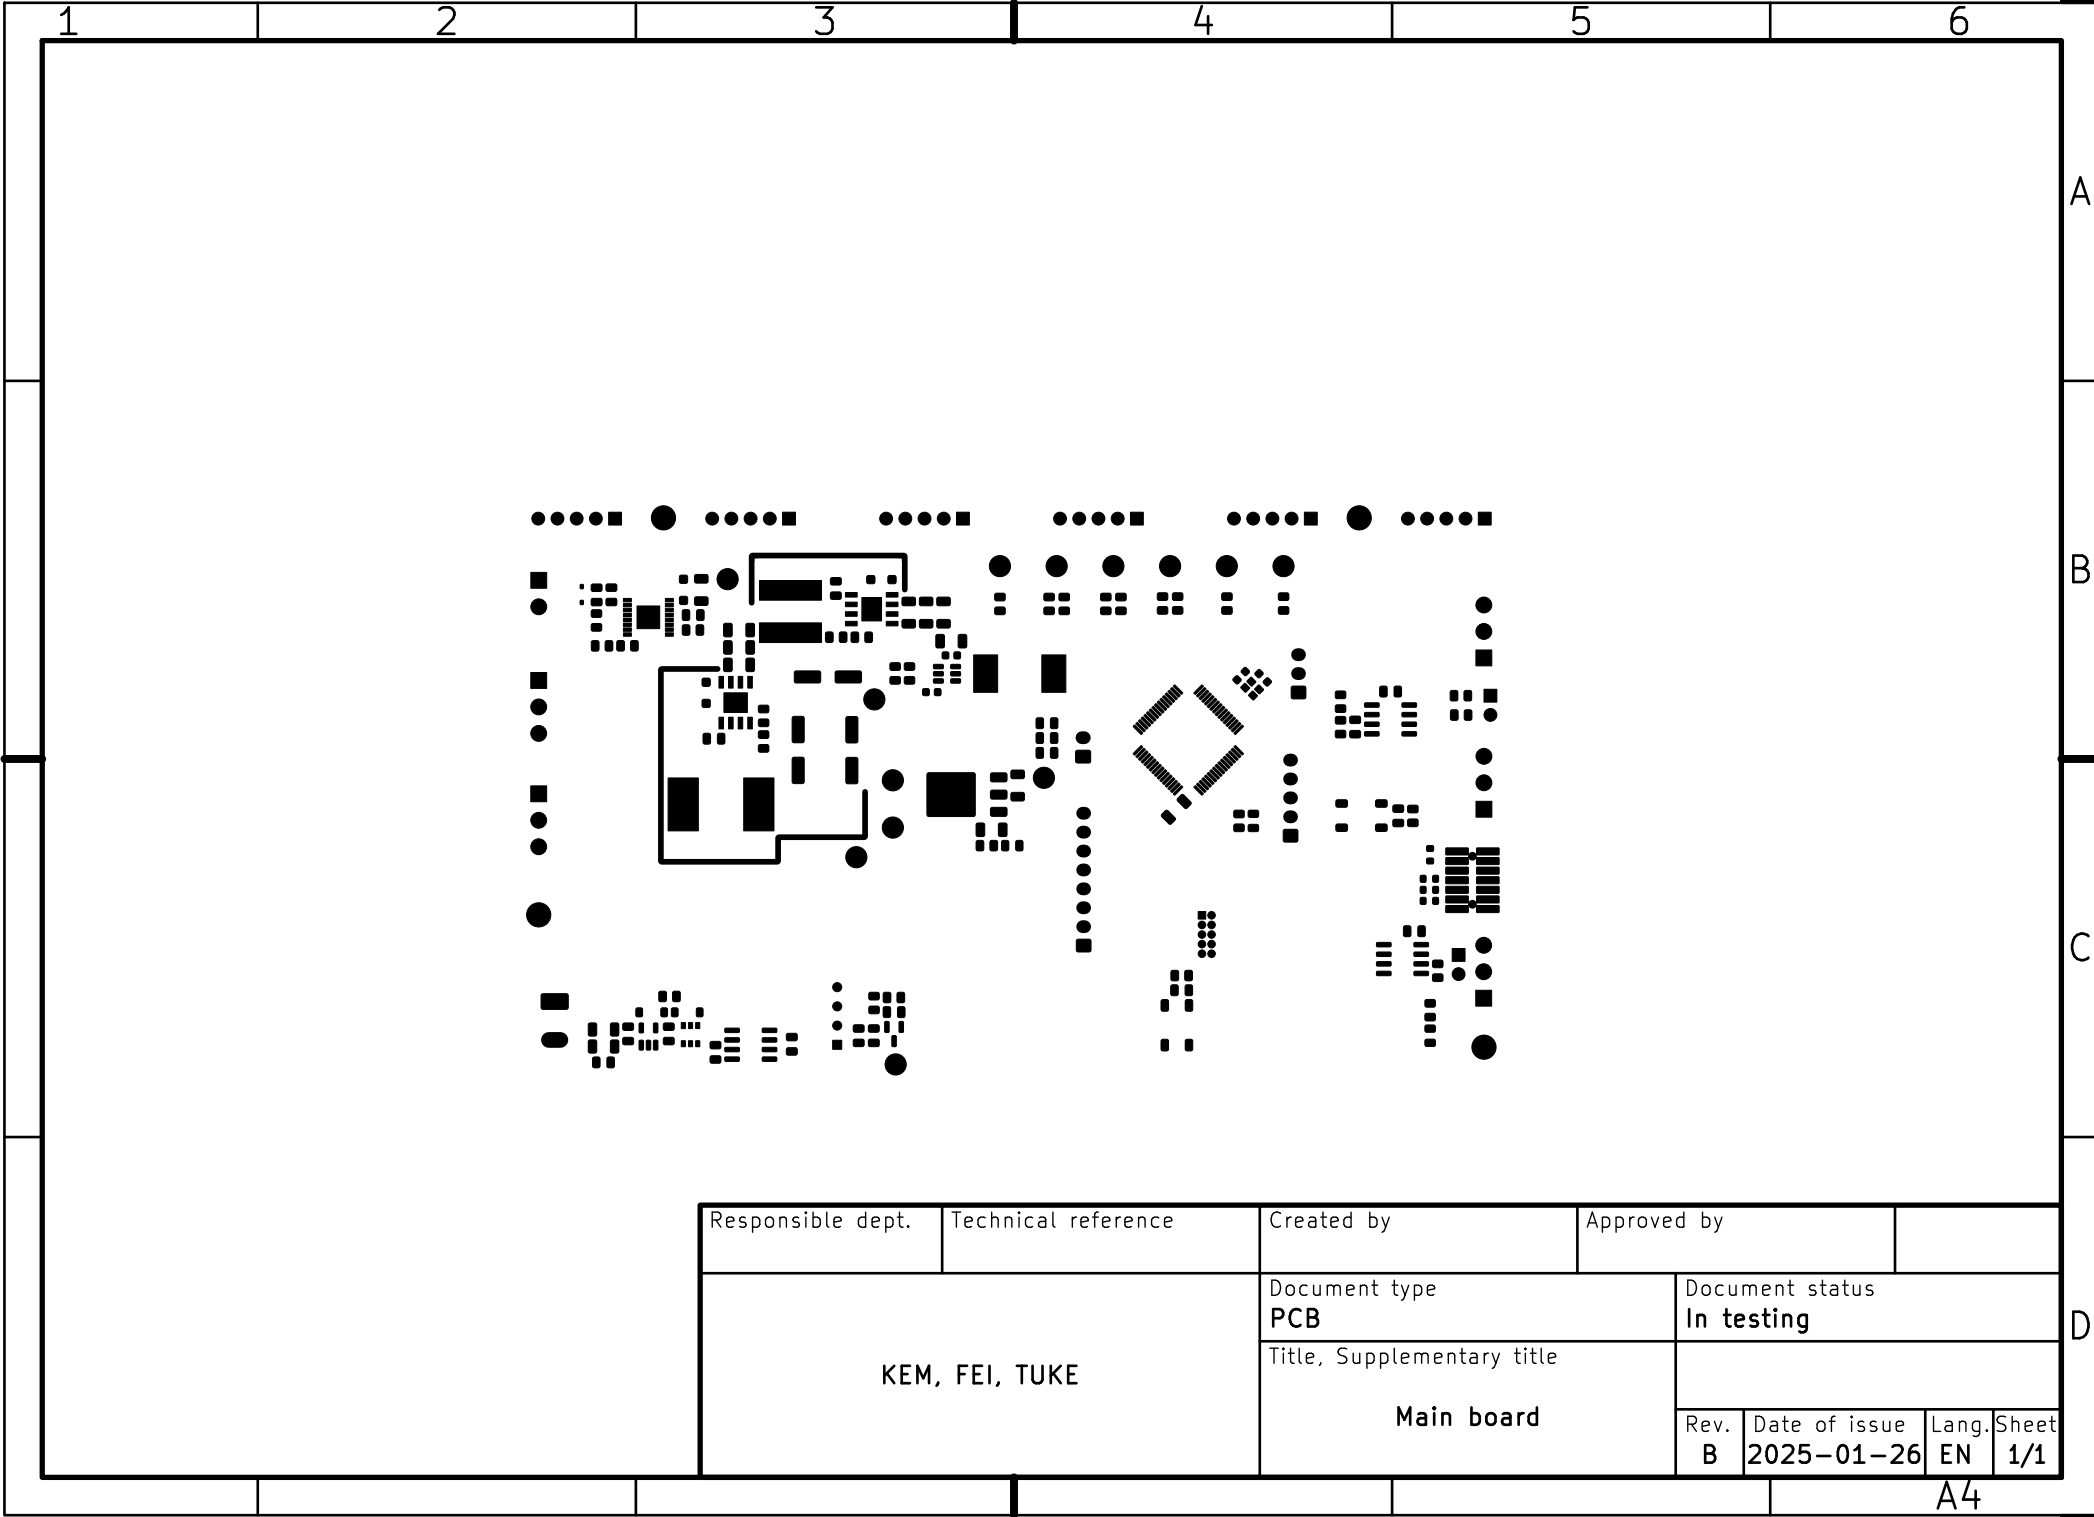 1 2 3 4 5 6
A
B
C
D
Responsible dept. Technical reference Created by Approved by
Document type Document status
PCB In testing
KEM, FEI, TUKE
Title, Supplementary title
Main board
Rev. Date of issue Lang. Sheet
B 2025-01-26 EN 1/1
A4